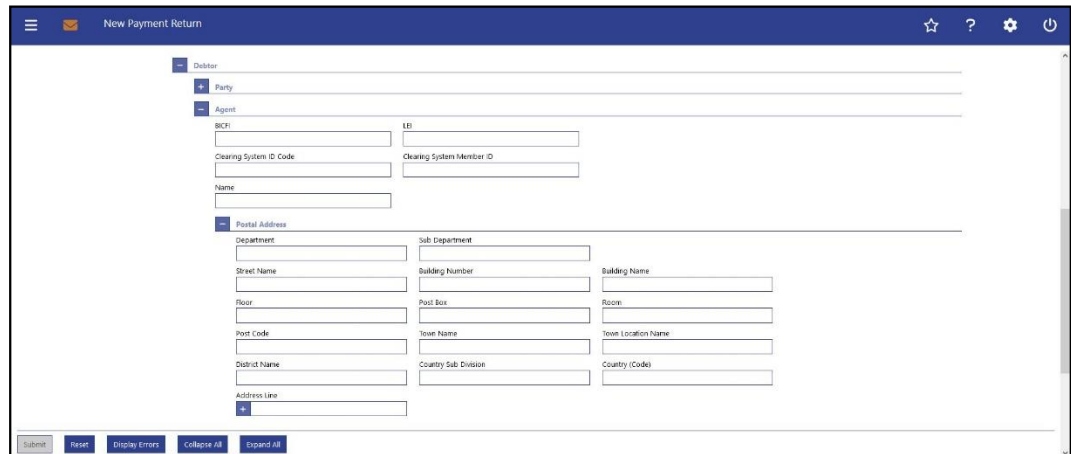 New Payment Return
?
Debtor
Party
Agent
BICFI LEI
Clearing System ID Code Clearing System Member ID
Name
Postal Address
Department Sub Department
Street Name Building Number Building Name
Floor Post Box Room
Post Code Town Name Town Location Name
District Name Country Sub Division Country (Code)
Address Line
Submit Reset Display Errors Collapse All Expand All